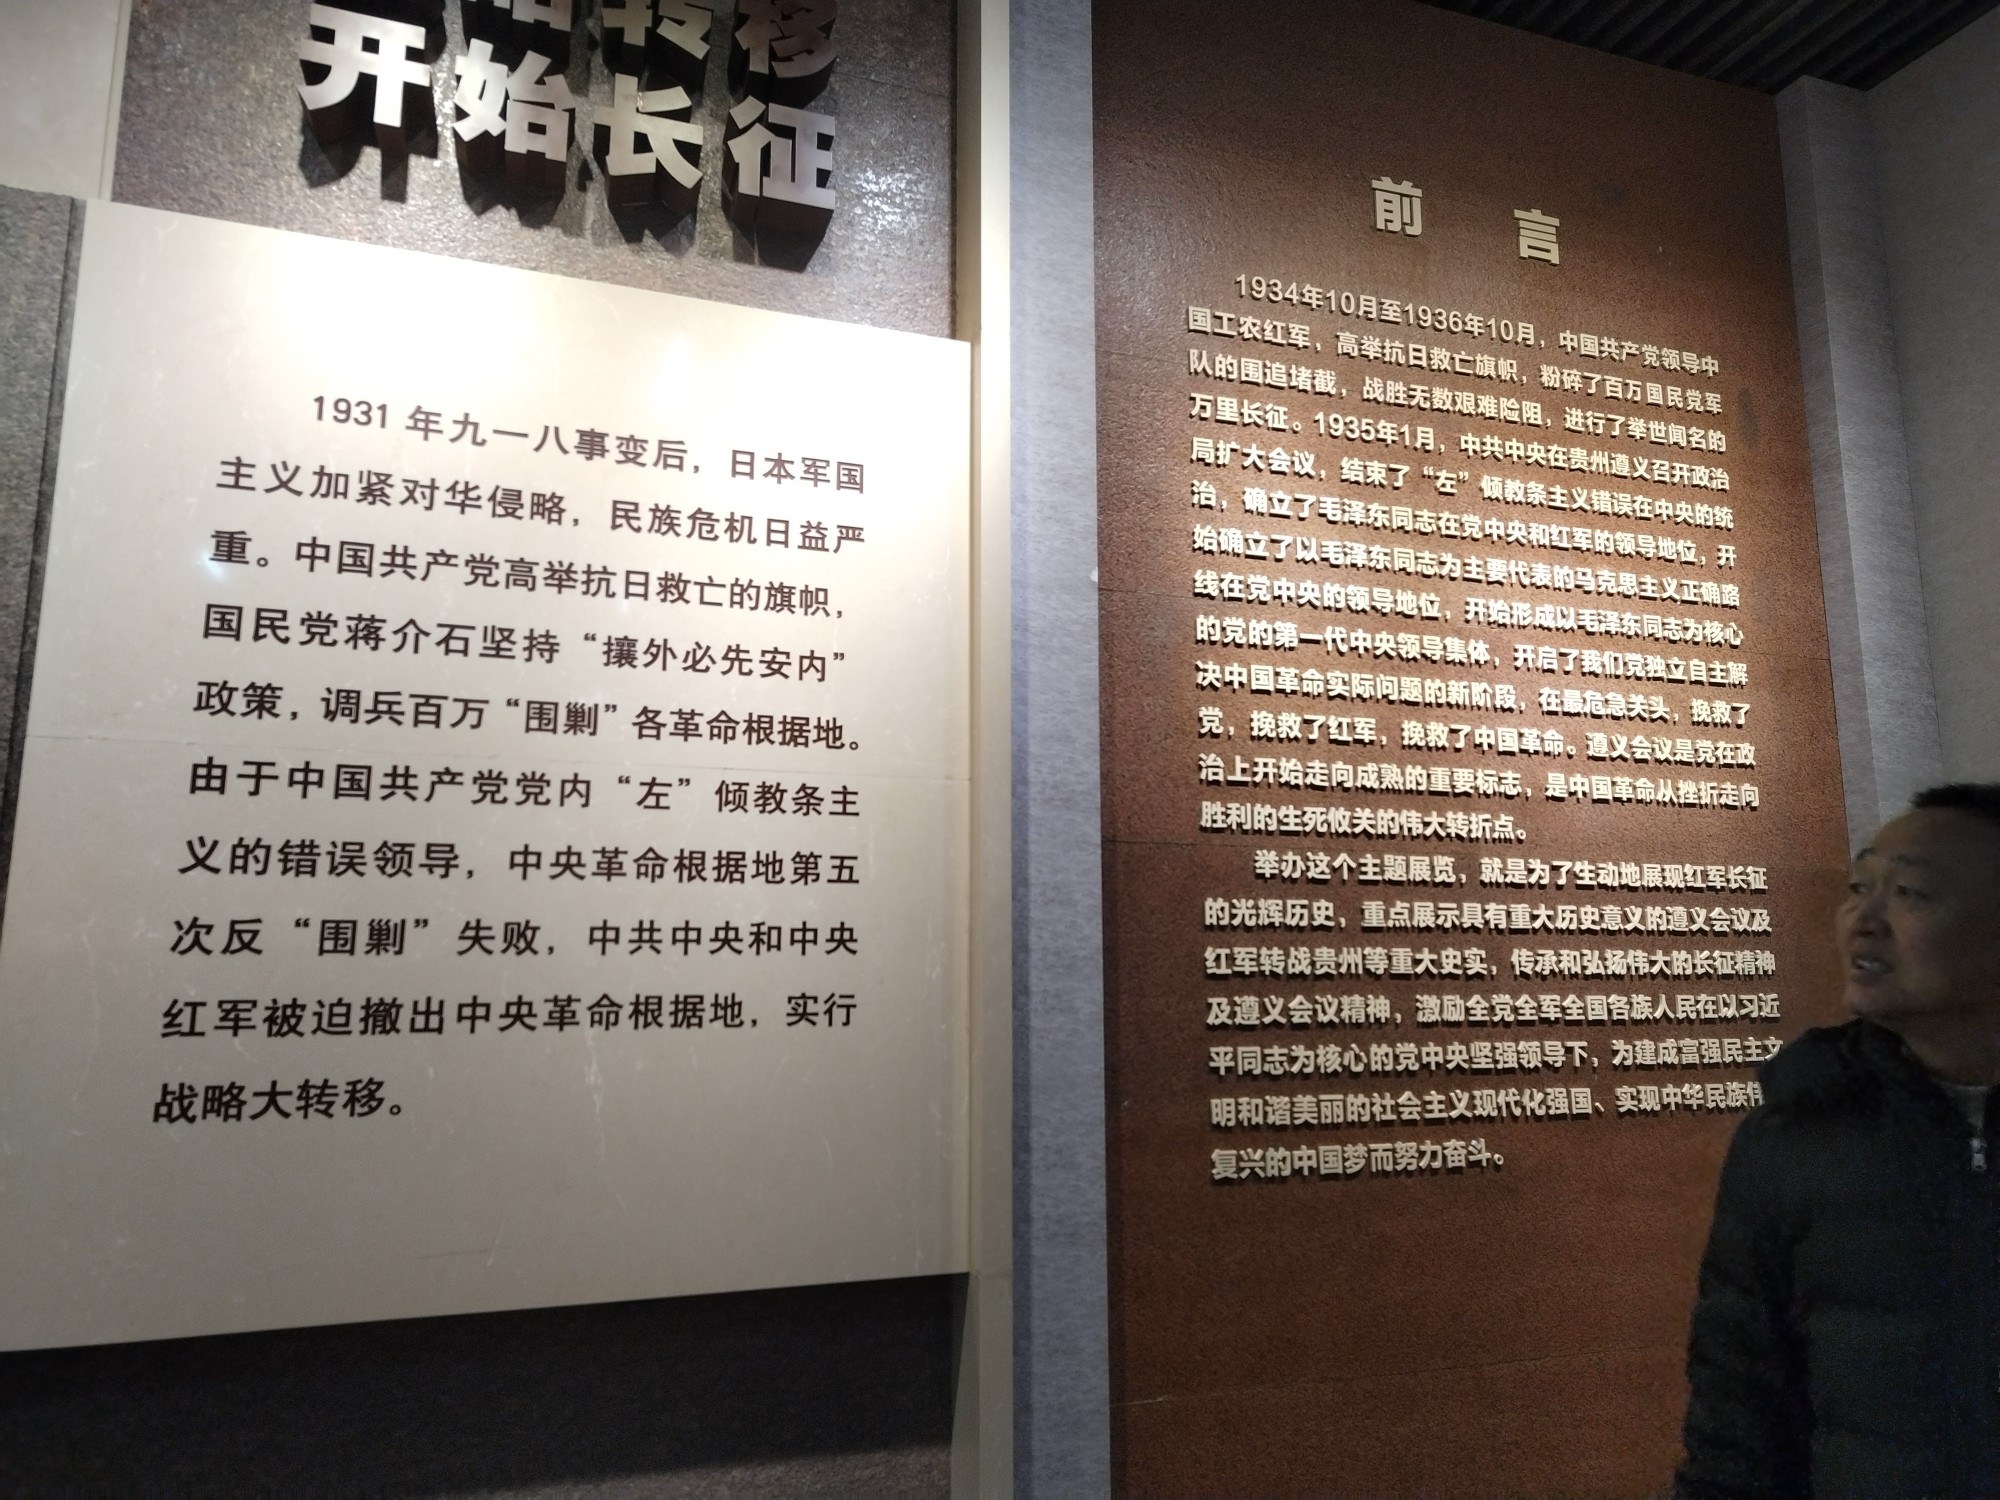 转移
开始长征
1931年九一八事变后，日本军国
主义加紧对华侵略，民族危机日益严
重。中国共产党高举抗日救亡的旗帜，
国民党蒋介石坚持“攘外必先安内”
政策，调兵百万“围剿”各革命根据地。
由于中国共产党党内“左”倾教条主
义的错误领导，中央革命根据地第五
次反“围剿”失败，中共中央和中央
红军被迫撤出中央革命根据地，实行
战略大转移。
前言
1934年10月至1936年10月，中国共产党领导中
国工农红军，高举抗日救亡旗帜，粉碎了百万国民党军
队的围追堵截，战胜无数艰难险阻，进行了举世闻名的
万里长征。1935年1月，中共中央在贵州遵义召开政治
局扩大会议，结束了“左”倾教条主义错误在中央的统
治，确立了毛泽东同志在党中央和红军的领导地位，开
始确立了以毛泽东同志为主要代表的马克思主义正确路
线在党中央的领导地位，开始形成以毛泽东同志为核心
的党的第一代中央领导集体，开启了我们党独立自主解
决中国革命实际问题的新阶段，在最危急关头，挽救了
党，挽救了红军，挽救了中国革命。遵义会议是党在政
治上开始走向成熟的重要标志，是中国革命从挫折走向
胜利的生死攸关的伟大转折点。
举办这个主题展览，就是为了生动地展现红军长征
的光辉历史，重点展示具有重大历史意义的遵义会议及
红军转战贵州等重大史实，传承和弘扬伟大的长征精神
及遵义会议精神，激励全党全军全国各族人民在以习近
平同志为核心的党中央坚强领导下，为建成富强民主文
明和谐美丽的社会主义现代化强国、实现中华民族伟
复兴的中国梦而努力奋斗。